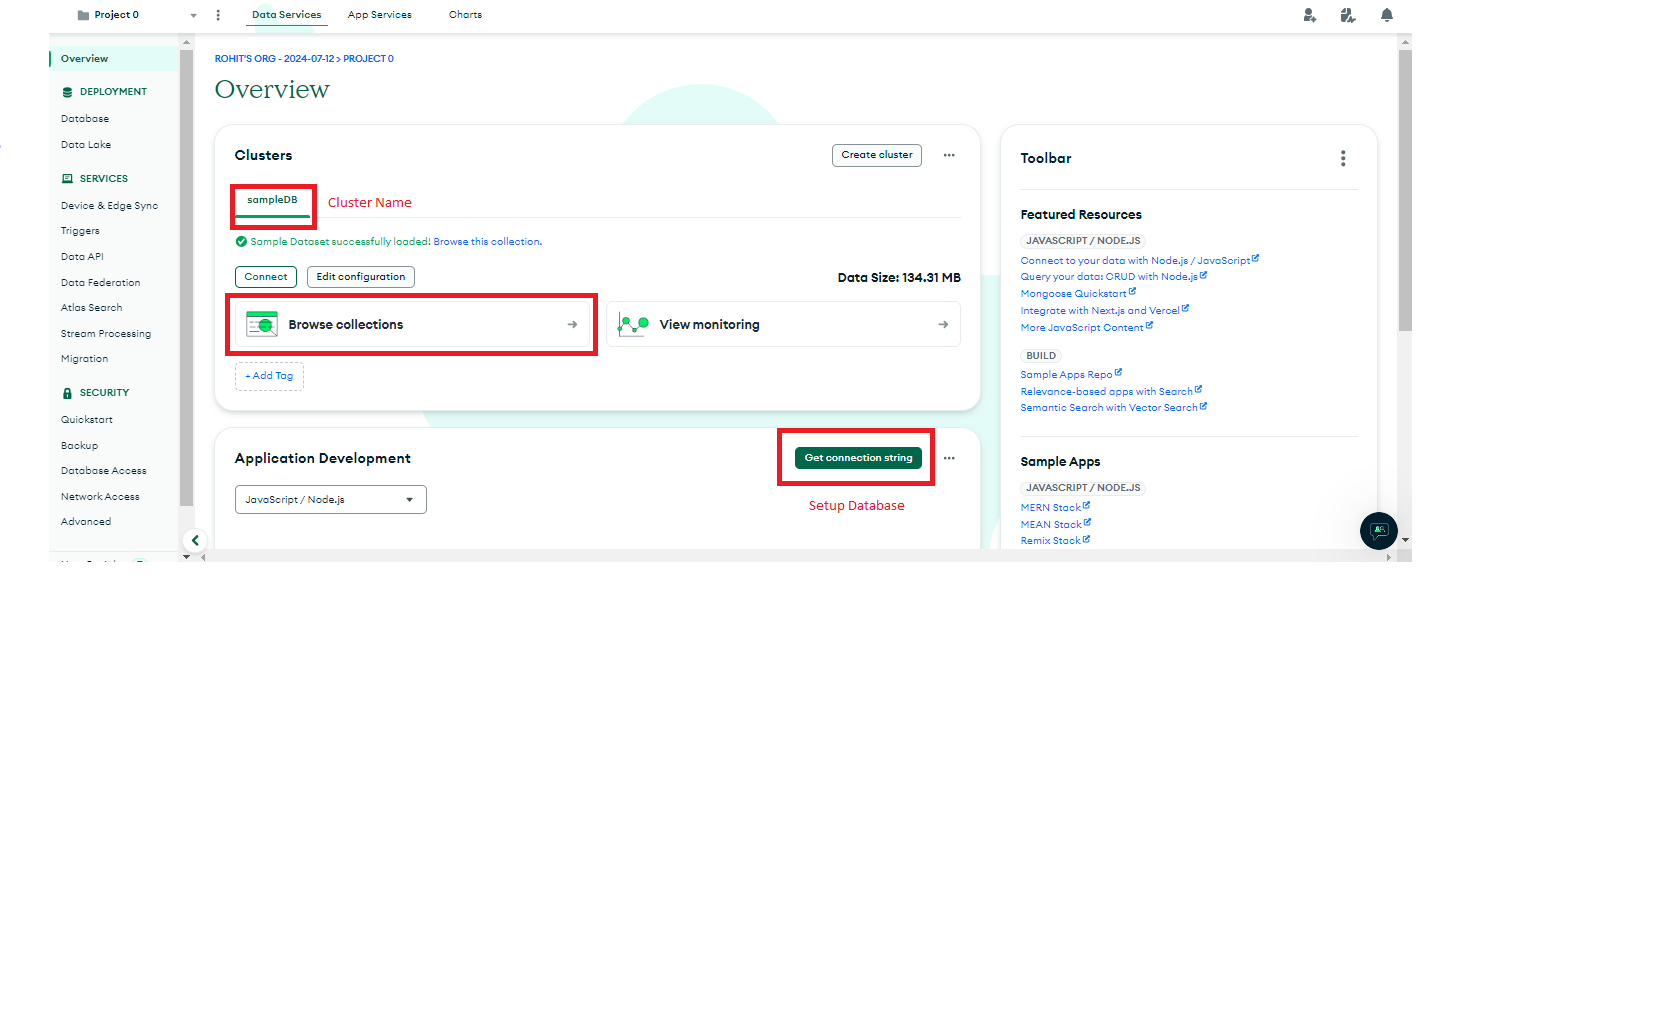 Project 0
Data Services
App Services
Charts
Overview
DEPLOYMENT
Database
Data Lake
SERVICES
Device & Edge Sync
Triggers
Data API
Data Federation
Atlas Search
Stream Processing
Migration
SECURITY
Quickstart
Backup
Database Access
Network Access
Advanced
ROHIT'S ORG - 2024-07-12 > PROJECT 0
Overview
Clusters
Create cluster
sampleDB
Cluster Name
Sample Dataset successfully loaded! Browse this collection.
Connect
Edit configuration
Data Size: 134.31 MB
Browse collections
View monitoring
+ Add Tag
Application Development
Get connection string
JavaScript / Node.js
Setup Database
Toolbar
Featured Resources
JAVASCRIPT / NODE.JS
Connect to your data with Node.js / JavaScript
Query your data: CRUD with Node.js
Mongoose Quickstart
Integrate with Next.js and Vercel
More JavaScript Content
BUILD
Sample Apps Repo
Relevance-based apps with Search
Semantic Search with Vector Search
Sample Apps
JAVASCRIPT / NODE.JS
MERN Stack
MEAN Stack
Remix Stack